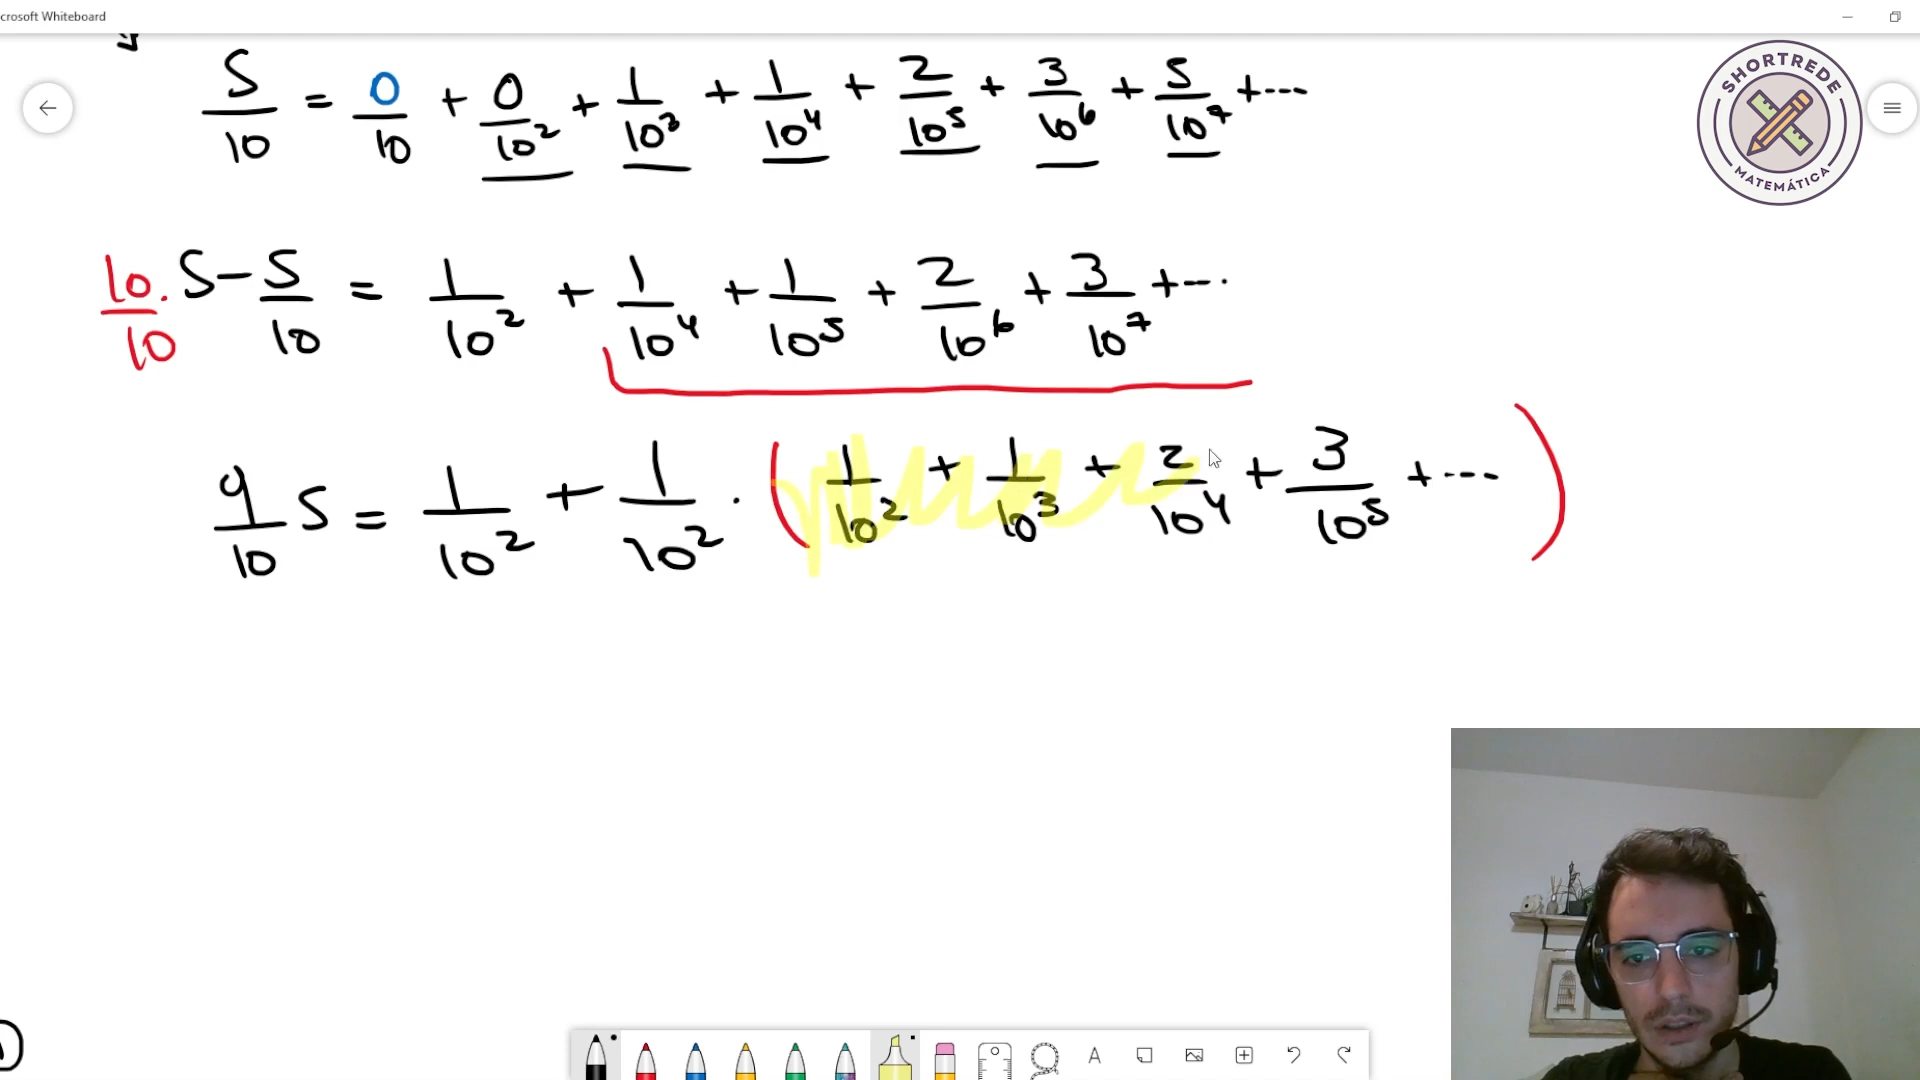 crosoft Whiteboard
S/10 = 0/10 + 0/10² + 1/10³ + 1/10⁴ + 2/10⁵ + 3/10⁶ + 5/10⁷ + ...
10/10 . S - S/10 = 1/10² + 1/10⁴ + 1/10⁵ + 2/10⁶ + 3/10⁷ + ...
9/10 S = 1/10² + 1/10² . ( 1/10² + 1/10³ + 2/10⁴ + 3/10⁵ + ... )
SHORTREDE
MATEMÁTICA
A